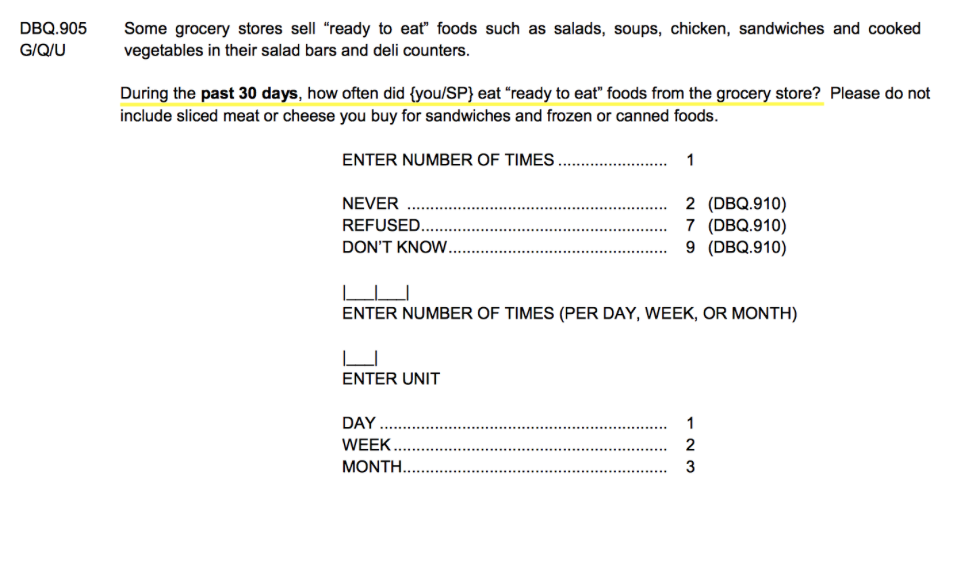 DBQ.905 Some grocery stores sell “ready to eat” foods such as salads, soups, chicken, sandwiches and cooked
G/Q/U vegetables in their salad bars and deli counters.
During the past 30 days, how often did {you/SP} eat “ready to eat” foods from the grocery store? Please do not
include sliced meat or cheese you buy for sandwiches and frozen or canned foods.
ENTER NUMBER OF TIMES ........................ 1
NEVER .......................................................... 2 (DBQ.910)
REFUSED....................................................... 7 (DBQ.910)
DON’T KNOW................................................. 9 (DBQ.910)
|___|___|
ENTER NUMBER OF TIMES (PER DAY, WEEK, OR MONTH)
|___|
ENTER UNIT
DAY ................................................................ 1
WEEK ............................................................. 2
MONTH........................................................... 3